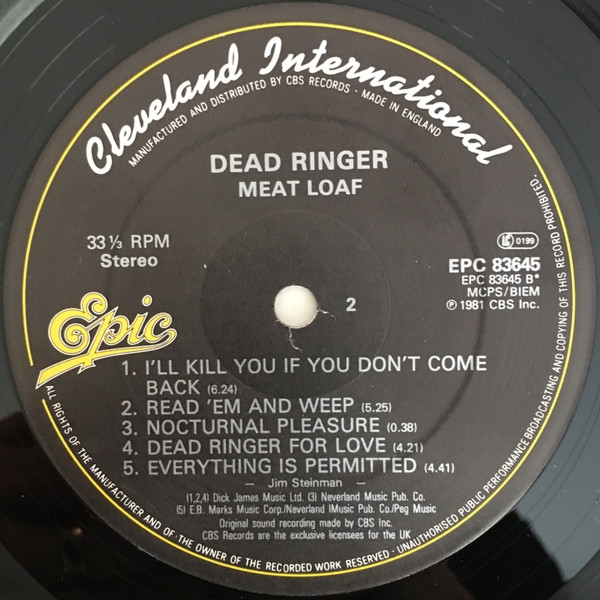 Cleveland International
MANUFACTURED AND DISTRIBUTED BY CBS RECORDS · MADE IN ENGLAND
DEAD RINGER
MEAT LOAF
33⅓ RPM
Stereo
LC 0199
EPC 83645
EPC 83645 B*
MCPS/BIEM
℗ 1981 CBS Inc.
2
Epic
1. I'LL KILL YOU IF YOU DON'T COME
BACK (6.24)
2. READ 'EM AND WEEP (5.25)
3. NOCTURNAL PLEASURE (0.38)
4. DEAD RINGER FOR LOVE (4.21)
5. EVERYTHING IS PERMITTED (4.41)
— Jim Steinman —
(1,2,4) Dick James Music Ltd. (3) Neverland Music Pub. Co.
(5) E.B. Marks Music Corp./Neverland lMusic Pub. Co./Peg Music
Original sound recording made by CBS Inc.
CBS Records are the exclusive licensees for the UK
ALL RIGHTS OF THE MANUFACTURER AND OF THE OWNER OF THE RECORDED WORK RESERVED · UNAUTHORISED PUBLIC PERFORMANCE BROADCASTING AND COPYING OF THIS RECORD PROHIBITED.